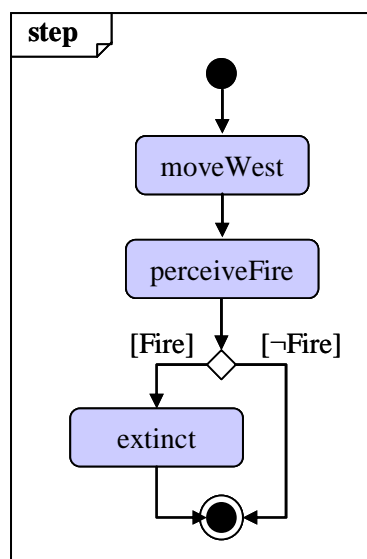 step
moveWest
perceiveFire
[Fire] [¬Fire]
extinct